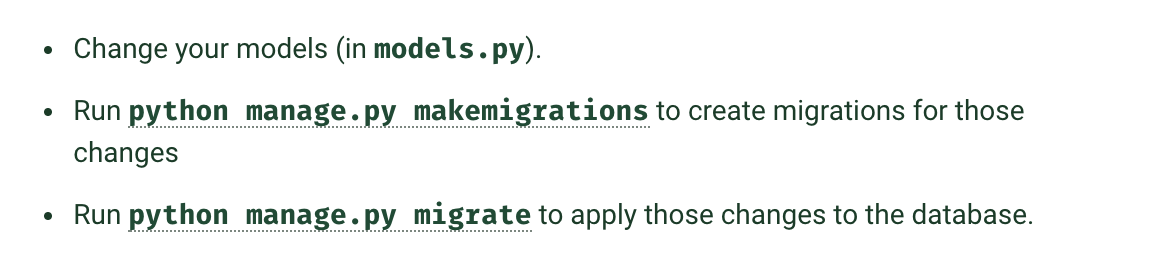 • Change your models (in models.py).
• Run python manage.py makemigrations to create migrations for those
changes
• Run python manage.py migrate to apply those changes to the database.